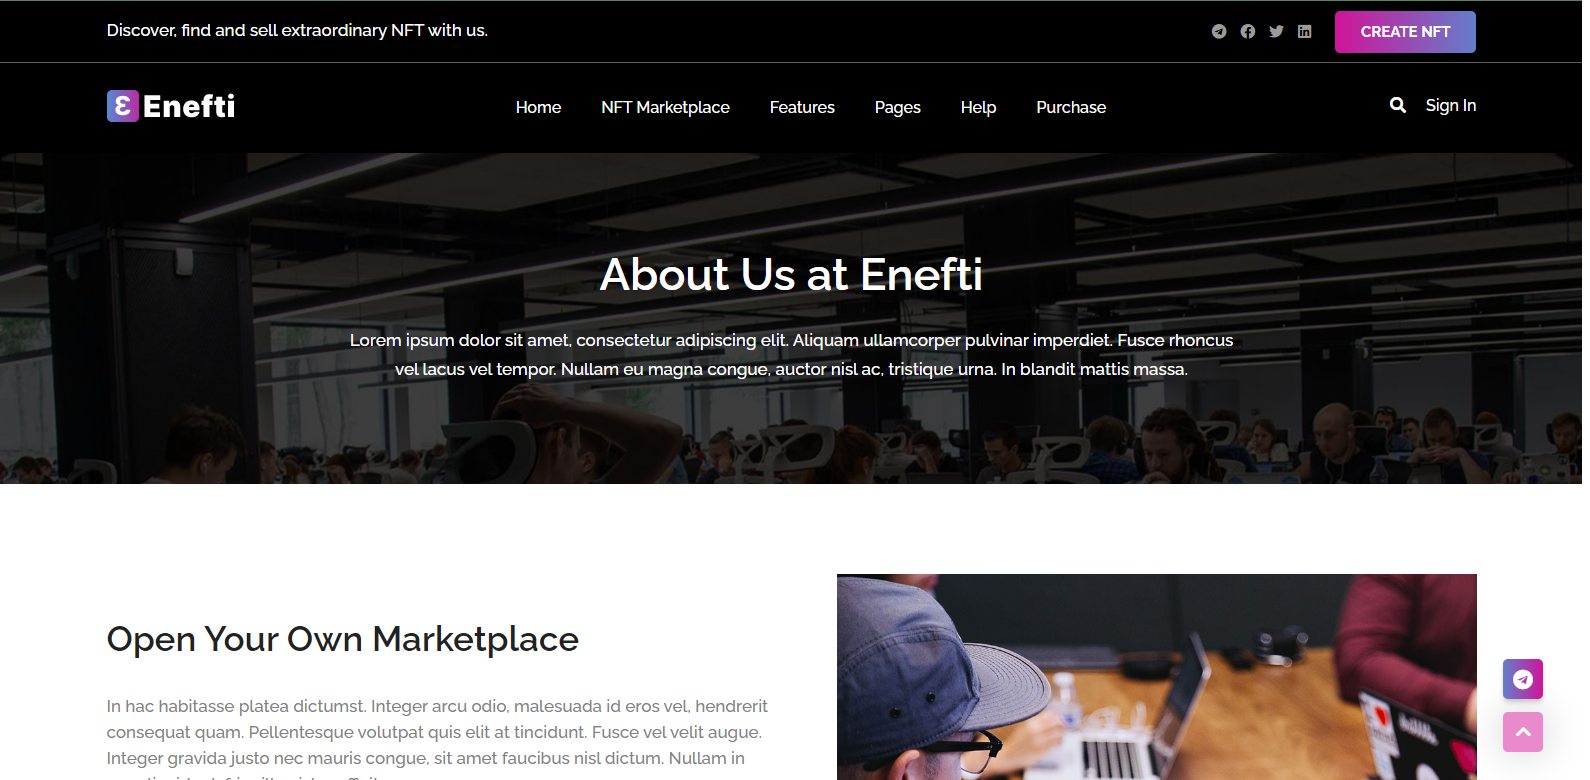 Discover, find and sell extraordinary NFT with us.
CREATE NFT
Enefti
Home NFT Marketplace Features Pages Help Purchase
Sign In
About Us at Enefti
Lorem ipsum dolor sit amet, consectetur adipiscing elit. Aliquam ullamcorper pulvinar imperdiet. Fusce rhoncus
vel lacus vel tempor. Nullam eu magna congue, auctor nisl ac, tristique urna. In blandit mattis massa.
Open Your Own Marketplace
In hac habitasse platea dictumst. Integer arcu odio, malesuada id eros vel, hendrerit
consequat quam. Pellentesque volutpat quis elit at tincidunt. Fusce vel velit augue.
Integer gravida justo nec mauris congue, sit amet faucibus nisl dictum. Nullam in